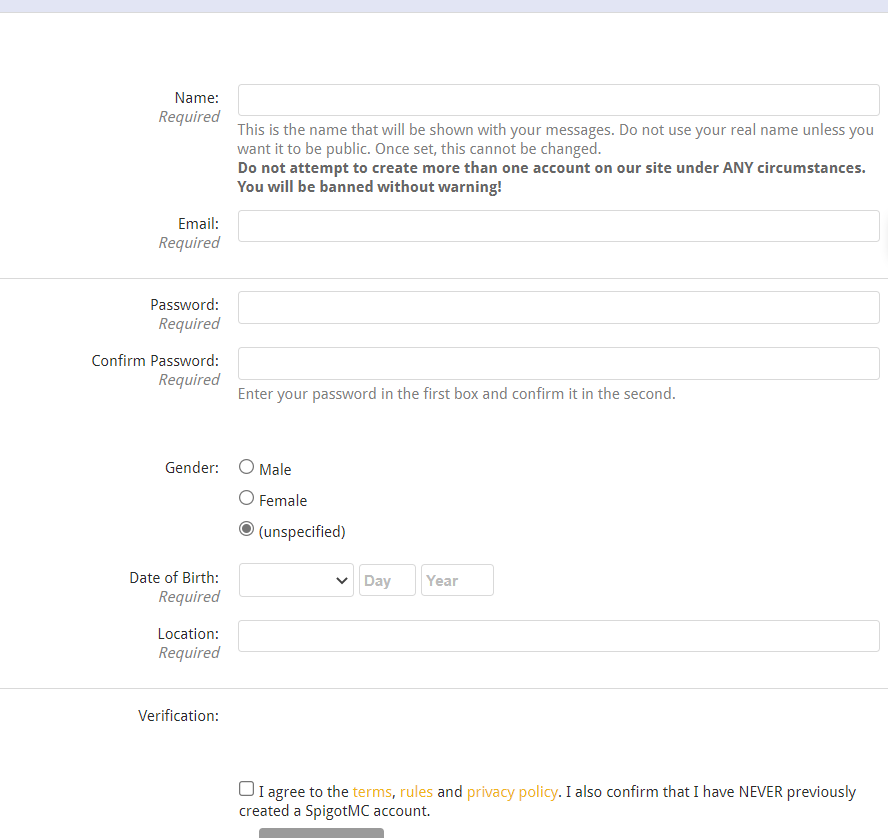 Name:
Required
This is the name that will be shown with your messages. Do not use your real name unless you
want it to be public. Once set, this cannot be changed.
Do not attempt to create more than one account on our site under ANY circumstances.
You will be banned without warning!
Email:
Required
Password:
Required
Confirm Password:
Required
Enter your password in the first box and confirm it in the second.
Gender:
Male
Female
(unspecified)
Date of Birth:
Required
Day
Year
Location:
Required
Verification:
I agree to the terms, rules and privacy policy. I also confirm that I have NEVER previously
created a SpigotMC account.